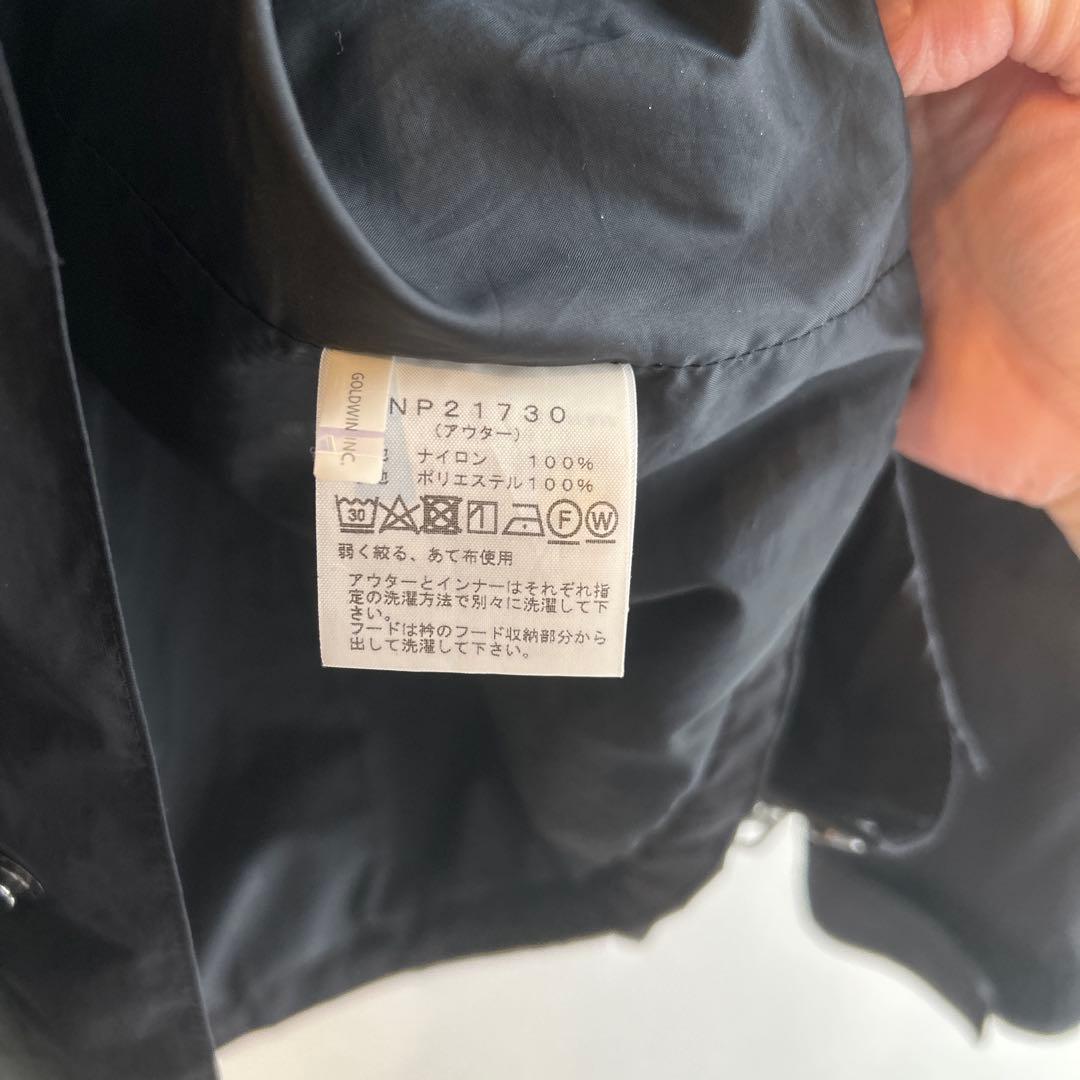 GOLDWIN INC.
NP21730
(アウター)
地 ナイロン 100%
地 ポリエステル100%
30 F W
弱く絞る、あて布使用
アウターとインナーはそれぞれ指
定の洗濯方法で別々に洗濯して下
さい。
フードは衿のフード収納部分から
出して洗濯して下さい。